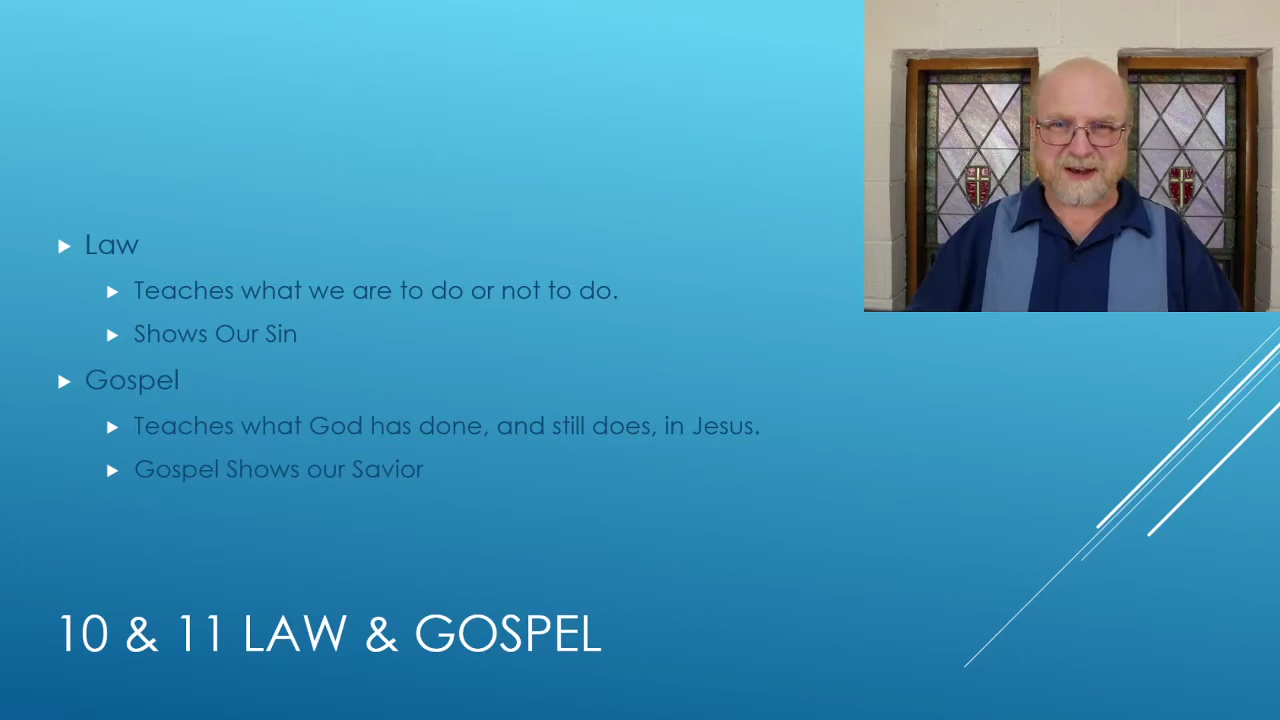 Law
Teaches what we are to do or not to do.
Shows Our Sin
Gospel
Teaches what God has done, and still does, in Jesus.
Gospel Shows our Savior
10 & 11 LAW & GOSPEL